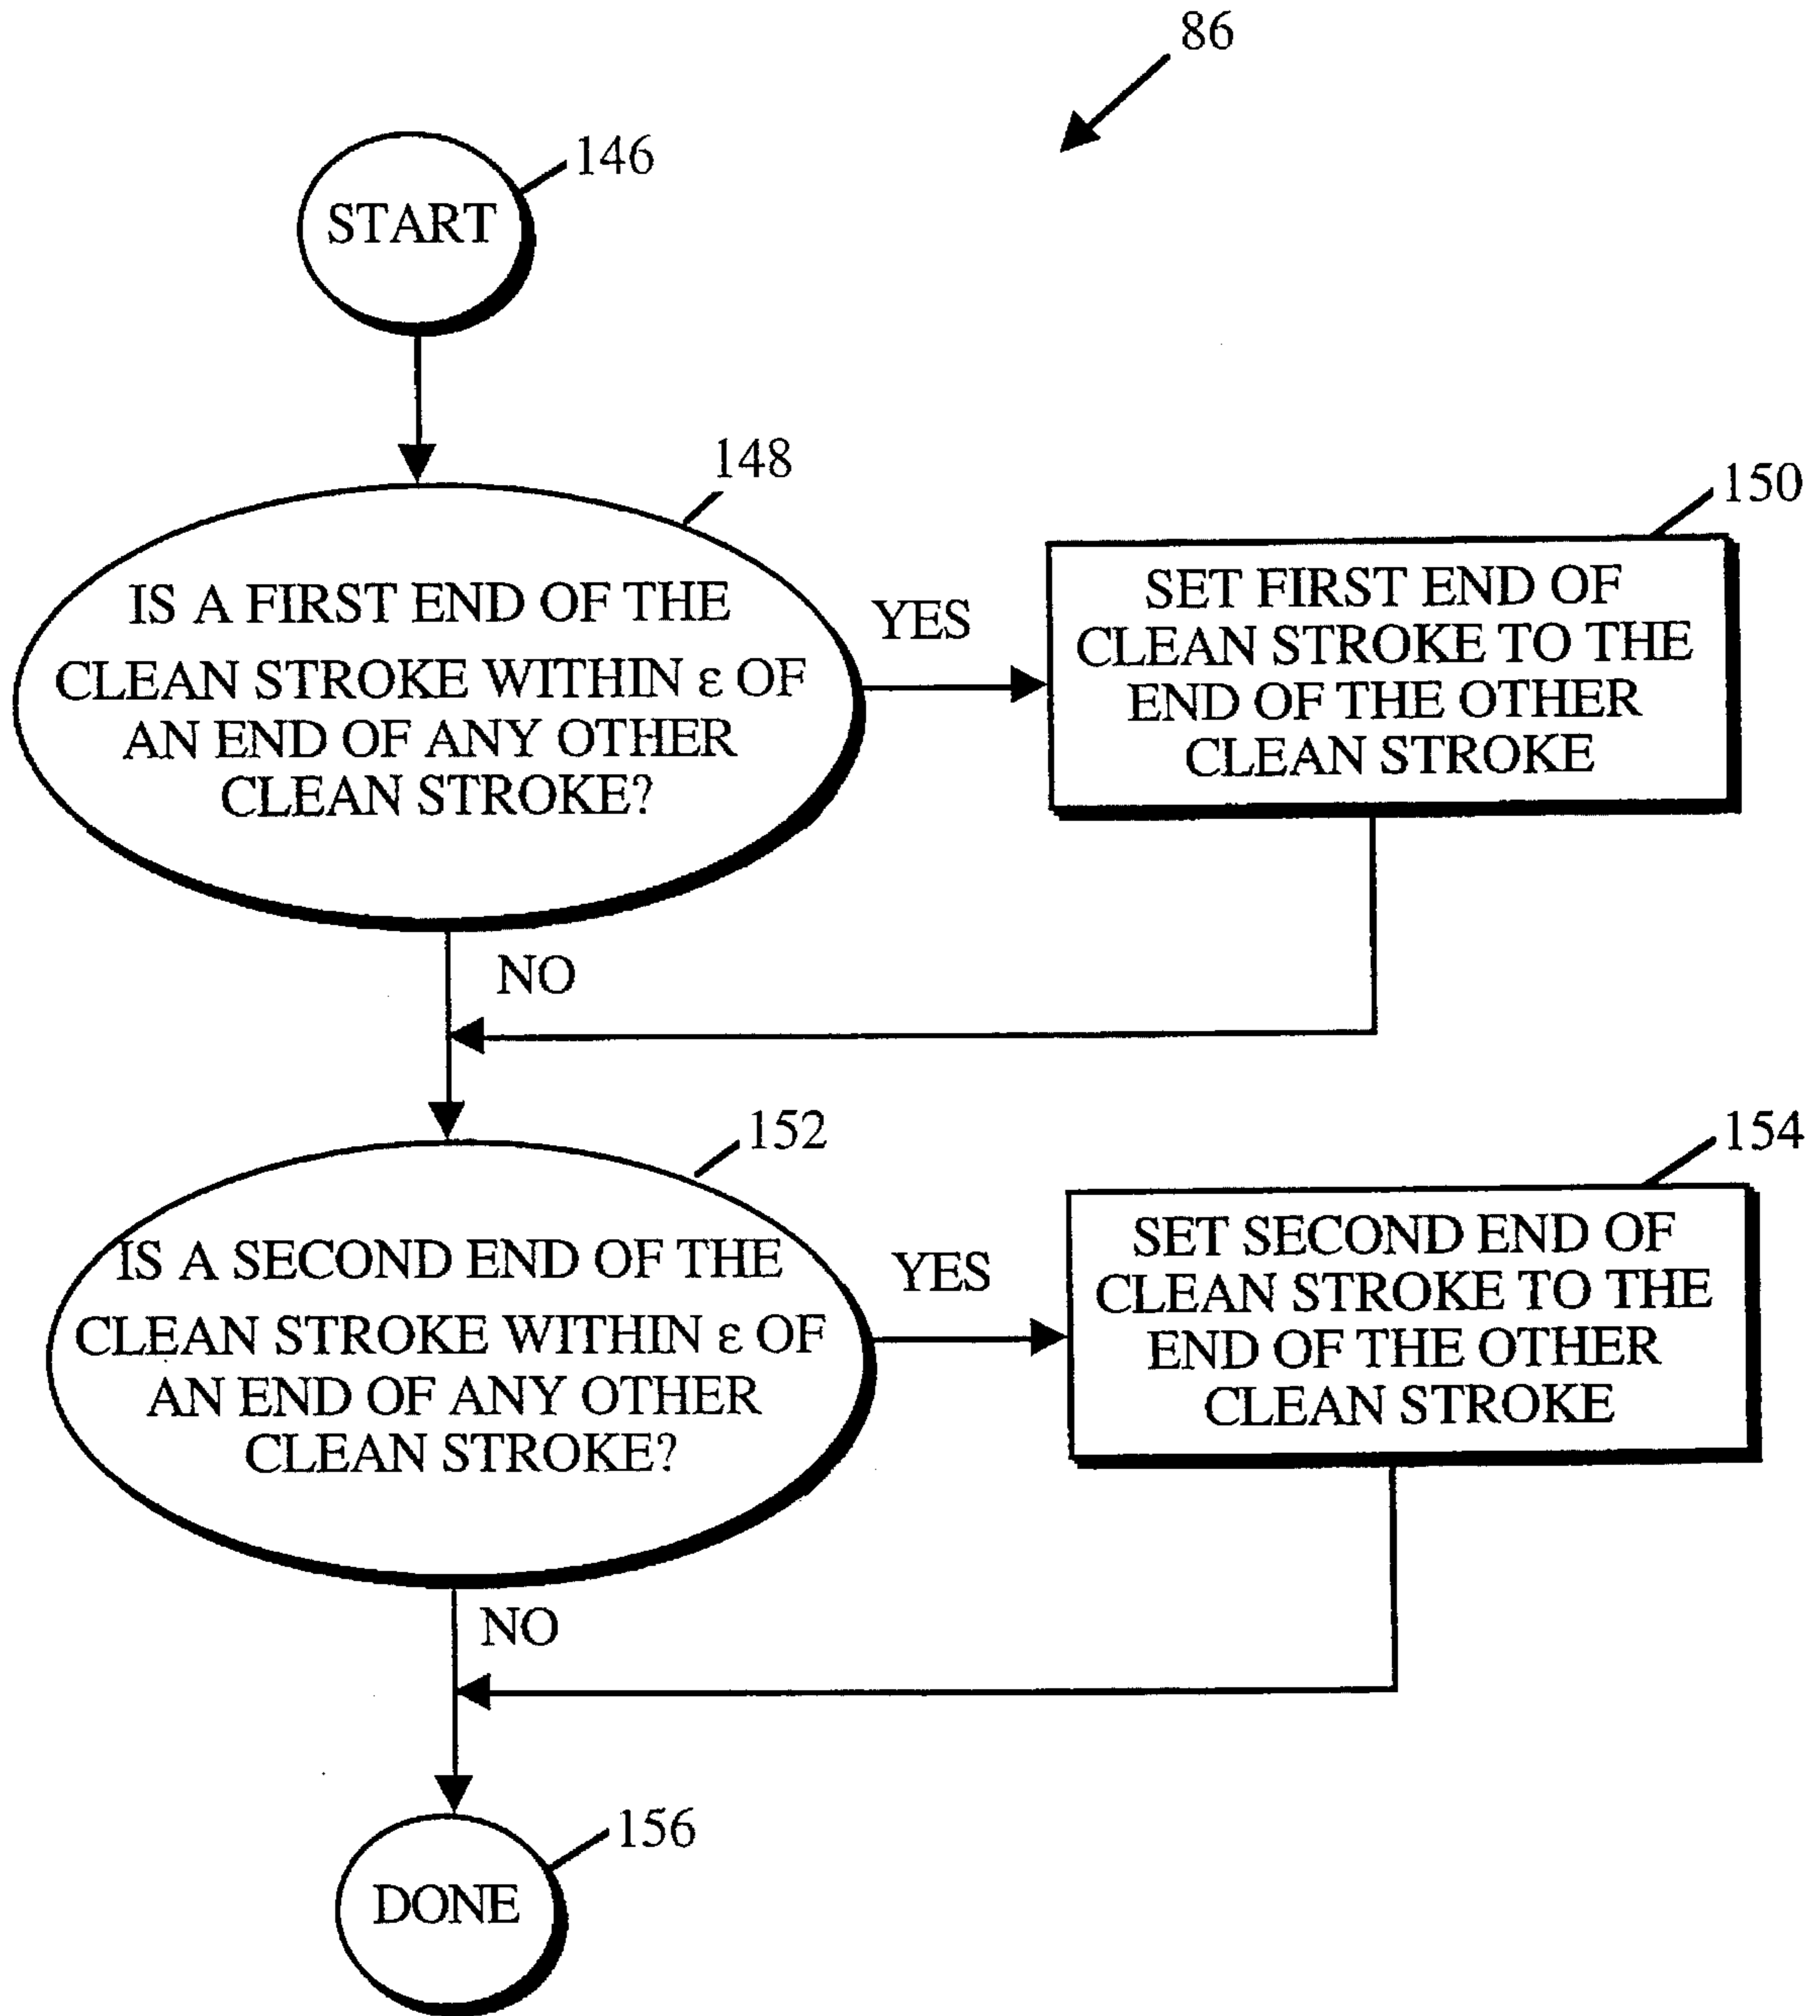 86
146
START
148
IS A FIRST END OF THE
CLEAN STROKE WITHIN ε OF
AN END OF ANY OTHER
CLEAN STROKE?
YES
150
SET FIRST END OF
CLEAN STROKE TO THE
END OF THE OTHER
CLEAN STROKE
NO
152
IS A SECOND END OF THE
CLEAN STROKE WITHIN ε OF
AN END OF ANY OTHER
CLEAN STROKE?
YES
154
SET SECOND END OF
CLEAN STROKE TO THE
END OF THE OTHER
CLEAN STROKE
NO
156
DONE